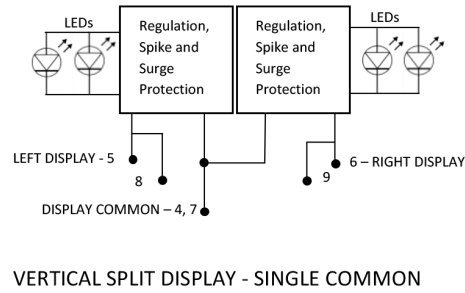 LEDs
Regulation,
Spike and
Surge
Protection
Regulation,
Spike and
Surge
Protection
LEDs
LEFT DISPLAY - 5
8
6 – RIGHT DISPLAY
9
DISPLAY COMMON – 4, 7
VERTICAL SPLIT DISPLAY - SINGLE COMMON